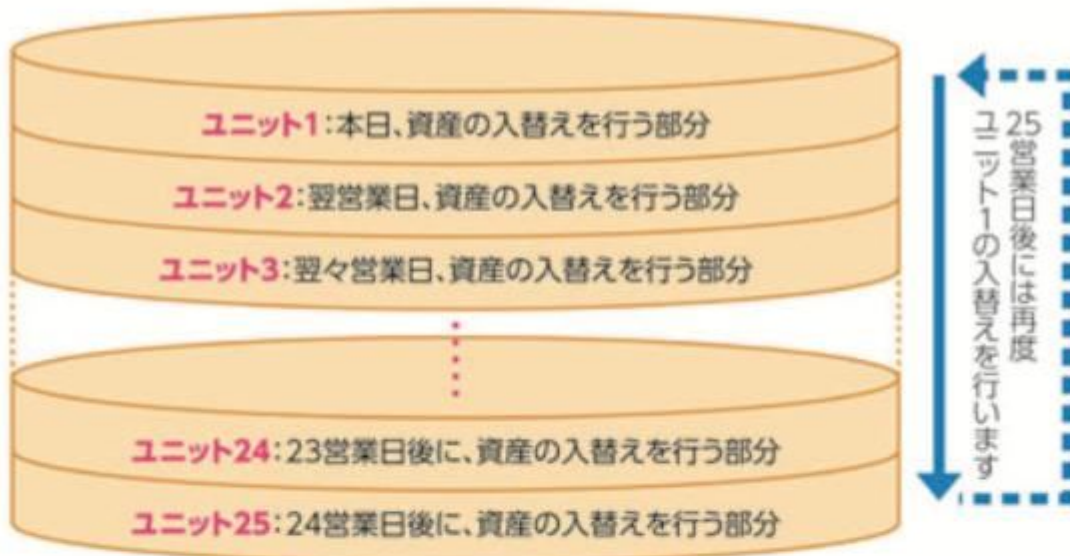 ユニット1：本日、資産の入替えを行う部分
ユニット2：翌営業日、資産の入替えを行う部分
ユニット3：翌々営業日、資産の入替えを行う部分
ユニット24：23営業日後に、資産の入替えを行う部分
ユニット25：24営業日後に、資産の入替えを行う部分
25営業日後には再度
ユニット1の入替えを行います